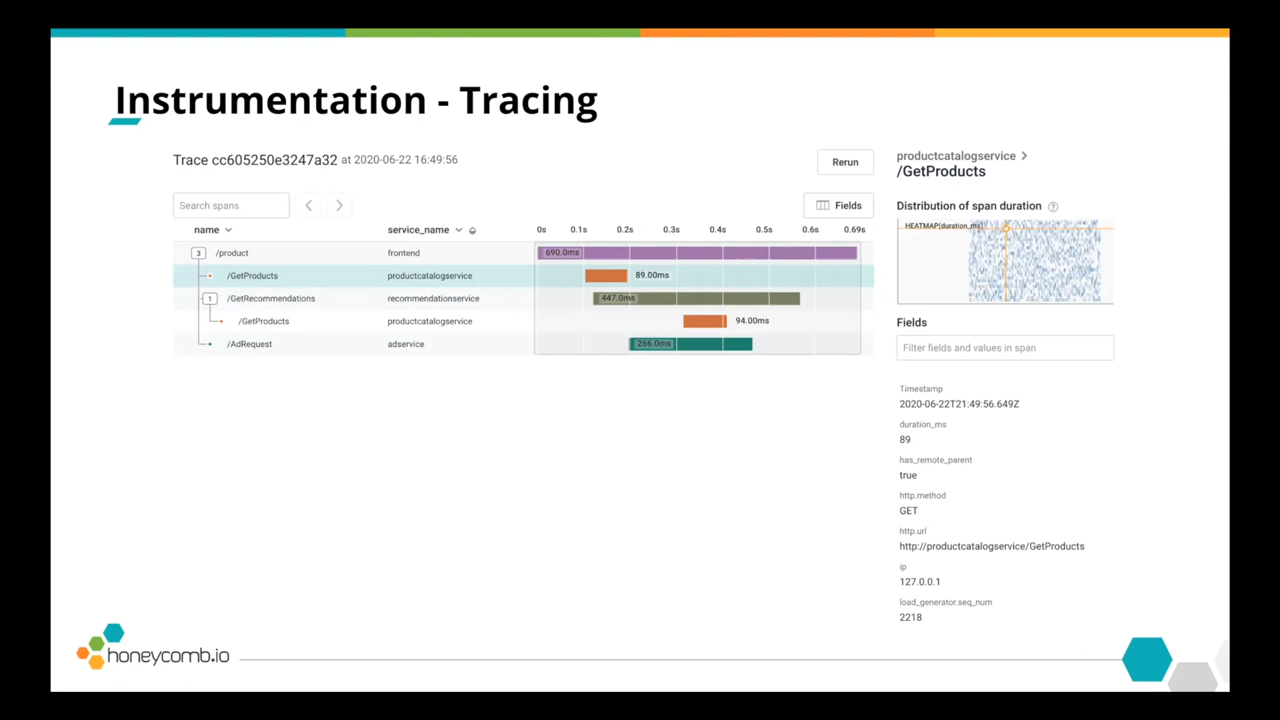 Instrumentation - Tracing
Trace cc605250e3247a32 at 2020-06-22 16:49:56
Rerun
Search spans
Fields
name service_name 0s 0.1s 0.2s 0.3s 0.4s 0.5s 0.6s 0.69s
3 /product frontend 690.0ms
/GetProducts productcatalogservice 89.00ms
1 /GetRecommendations recommendationservice 447.0ms
/GetProducts productcatalogservice 94.00ms
/AdRequest adservice 266.0ms
productcatalogservice
/GetProducts
Distribution of span duration ?
HEATMAP(duration_ms)
Fields
Filter fields and values in span
Timestamp
2020-06-22T21:49:56.649Z
duration_ms
89
has_remote_parent
true
http.method
GET
http.url
http://productcatalogservice/GetProducts
ip
127.0.0.1
load_generator.seq_num
2218
honeycomb.io